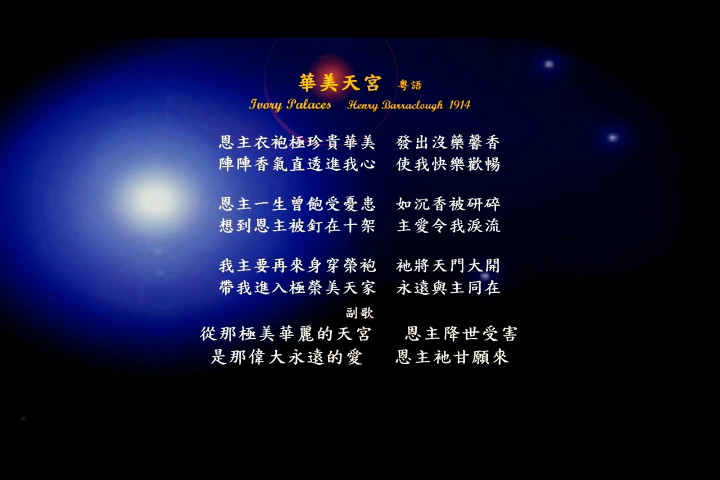 華美天宮 粵語
Ivory Palaces Henry Barraclough 1914
恩主衣袍極珍貴華美 發出沒藥馨香
陣陣香氣直透進我心 使我快樂歡暢
恩主一生曾飽受憂患 如沉香被研碎
想到恩主被釘在十架 主愛令我淚流
我主要再來身穿榮袍 祂將天門大開
帶我進入極榮美天家 永遠與主同在
副歌
從那極美華麗的天宮 恩主降世受害
是那偉大永遠的愛 恩主祂甘願來